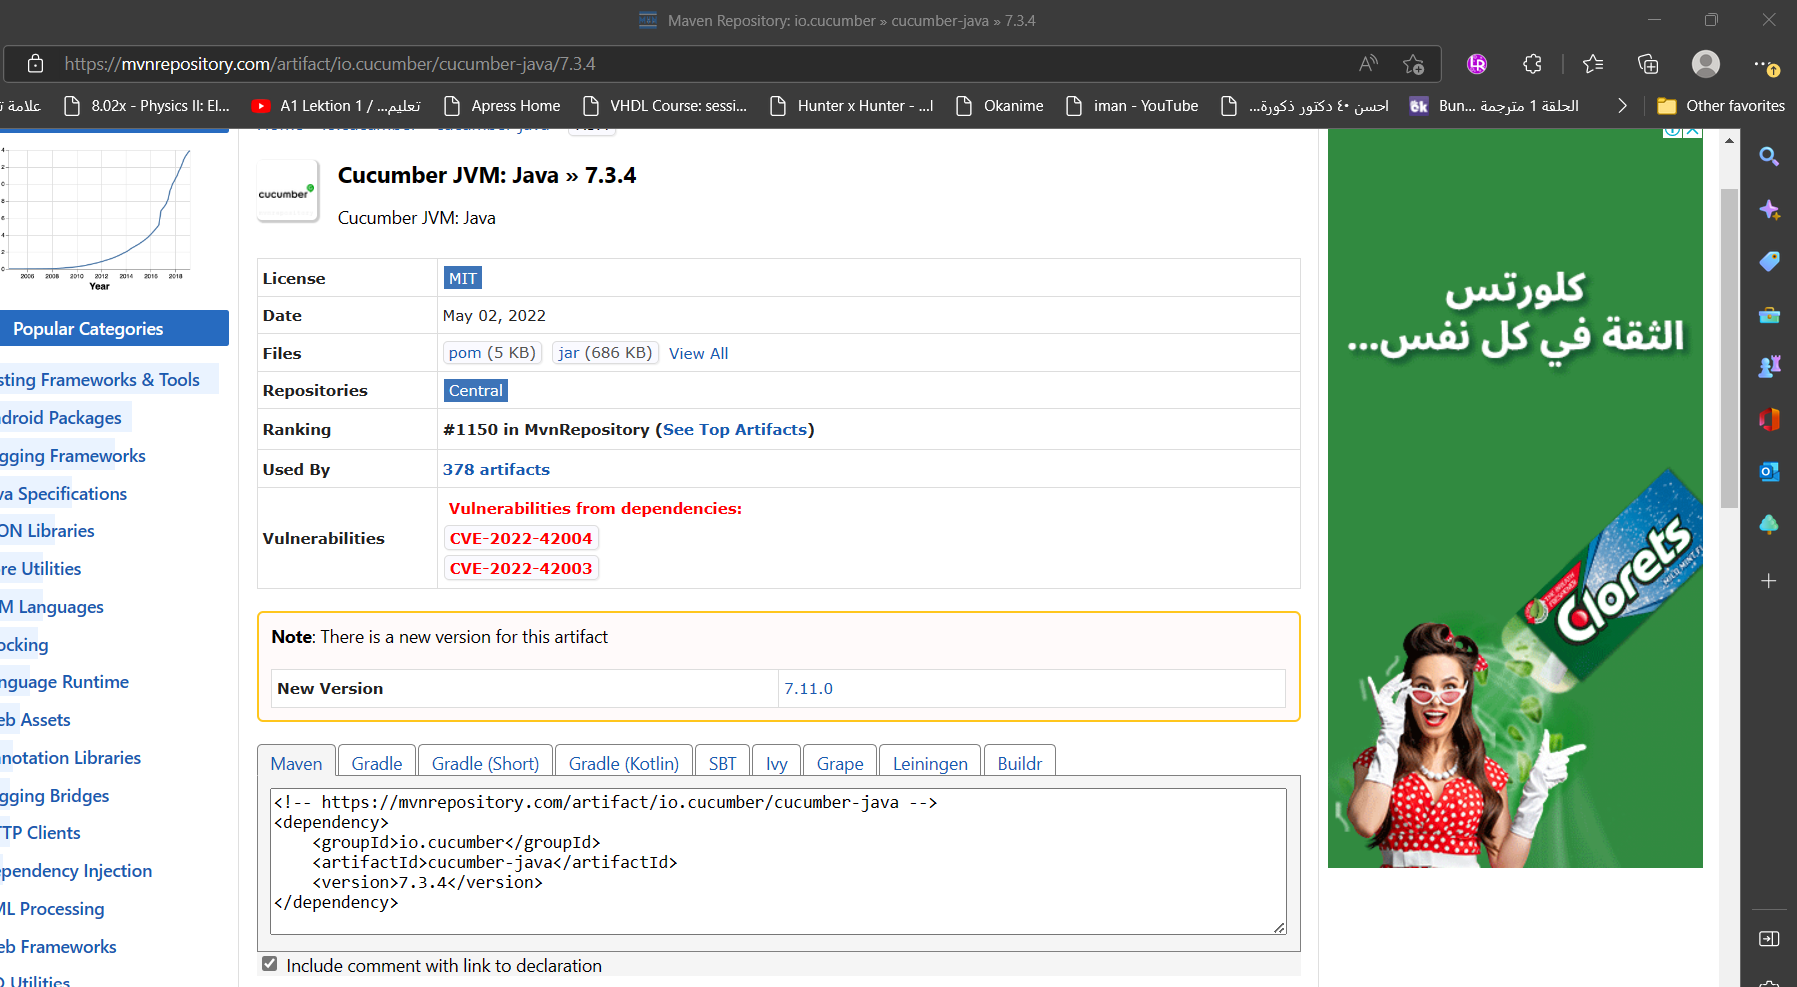 Maven Repository: io.cucumber » cucumber-java » 7.3.4
https://mvnrepository.com/artifact/io.cucumber/cucumber-java/7.3.4
علامة
8.02x - Physics II: El...
A1 Lektion 1 / ...تعليم
Apress Home
VHDL Course: sessi...
Hunter x Hunter - ...l
Okanime
iman - YouTube
احسن ٤٠ دكتور ذكورة...
Bun... الحلقة 1 مترجمة
Other favorites
2006 2008 2010 2012 2014 2016 2018
Year
Popular Categories
sting Frameworks & Tools
droid Packages
gging Frameworks
va Specifications
ON Libraries
re Utilities
M Languages
ocking
nguage Runtime
eb Assets
notation Libraries
gging Bridges
TP Clients
pendency Injection
ML Processing
eb Frameworks
O Utilities
cucumber
Cucumber JVM: Java » 7.3.4
Cucumber JVM: Java
License MIT
Date May 02, 2022
Files pom (5 KB) jar (686 KB) View All
Repositories Central
Ranking #1150 in MvnRepository (See Top Artifacts)
Used By 378 artifacts
Vulnerabilities Vulnerabilities from dependencies:
CVE-2022-42004
CVE-2022-42003
Note: There is a new version for this artifact
New Version 7.11.0
Maven Gradle Gradle (Short) Gradle (Kotlin) SBT Ivy Grape Leiningen Buildr
<!-- https://mvnrepository.com/artifact/io.cucumber/cucumber-java -->
<dependency>
    <groupId>io.cucumber</groupId>
    <artifactId>cucumber-java</artifactId>
    <version>7.3.4</version>
</dependency>
Include comment with link to declaration
كلورتس
الثقة في كل نفس...
Clorets